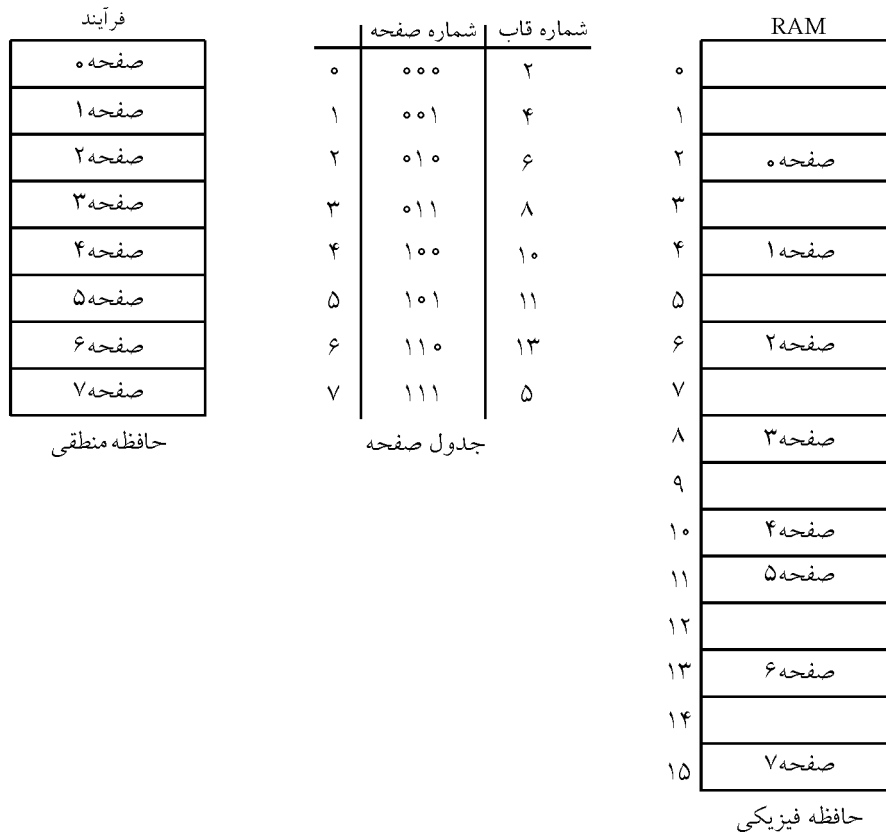 فرآیند
صفحه ۰
صفحه ۱
صفحه ۲
صفحه ۳
صفحه ۴
صفحه ۵
صفحه ۶
صفحه ۷
حافظه منطقی
شماره صفحه شماره قاب
۰ ۰۰۰ ۲
۱ ۰۰۱ ۴
۲ ۰۱۰ ۶
۳ ۰۱۱ ۸
۴ ۱۰۰ ۱۰
۵ ۱۰۱ ۱۱
۶ ۱۱۰ ۱۳
۷ ۱۱۱ ۵
جدول صفحه
RAM
۰
۱
۲ صفحه ۰
۳
۴ صفحه ۱
۵
۶ صفحه ۲
۷
۸ صفحه ۳
۹
۱۰ صفحه ۴
۱۱ صفحه ۵
۱۲
۱۳ صفحه ۶
۱۴
۱۵ صفحه ۷
حافظه فیزیکی